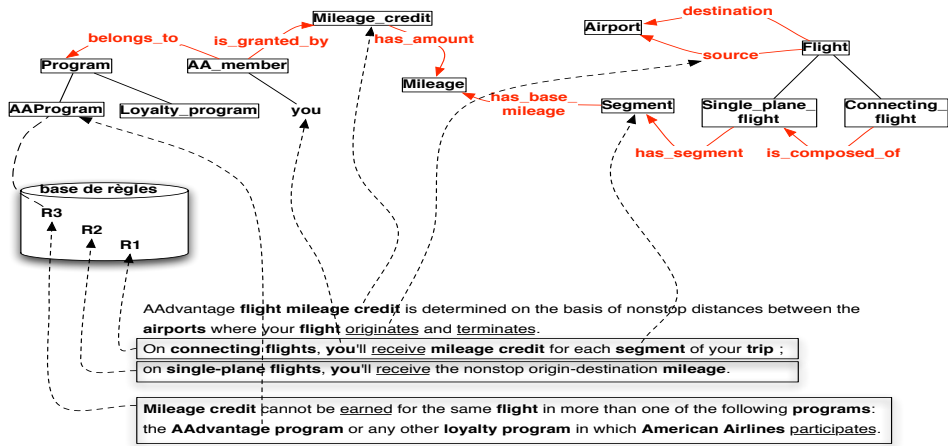 Mileage_credit
destination
Airport
belongs_to
is_granted_by
has_amount
source
Flight
Program
AA_member
Mileage
has_base_
mileage
Segment
Single_plane_
flight
Connecting_
flight
AAProgram
Loyalty_program
you
has_segment
is_composed_of
base de règles
R3
R2
R1
AAdvantage flight mileage credit is determined on the basis of nonstop distances between the
airports where your flight originates and terminates.
On connecting flights, you'll receive mileage credit for each segment of your trip ;
on single-plane flights, you'll receive the nonstop origin-destination mileage.
Mileage credit cannot be earned for the same flight in more than one of the following programs:
the AAdvantage program or any other loyalty program in which American Airlines participates.